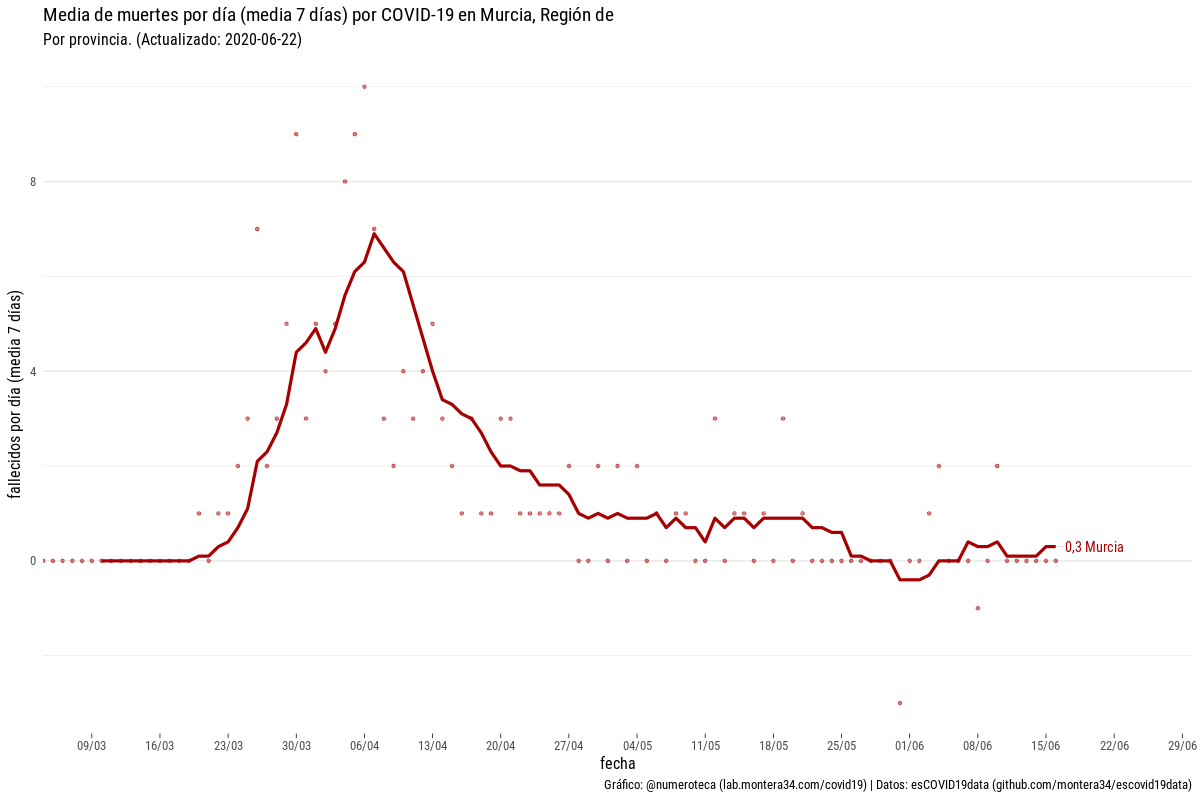 Media de muertes por día (media 7 días) por COVID-19 en Murcia, Región de
Por provincia. (Actualizado: 2020-06-22)
fallecidos por día (media 7 días)
8
4
0
0,3 Murcia
09/03 16/03 23/03 30/03 06/04 13/04 20/04 27/04 04/05 11/05 18/05 25/05 01/06 08/06 15/06 22/06 29/06
fecha
Gráfico: @numeroteca (lab.montera34.com/covid19) | Datos: esCOVID19data (github.com/montera34/escovid19data)